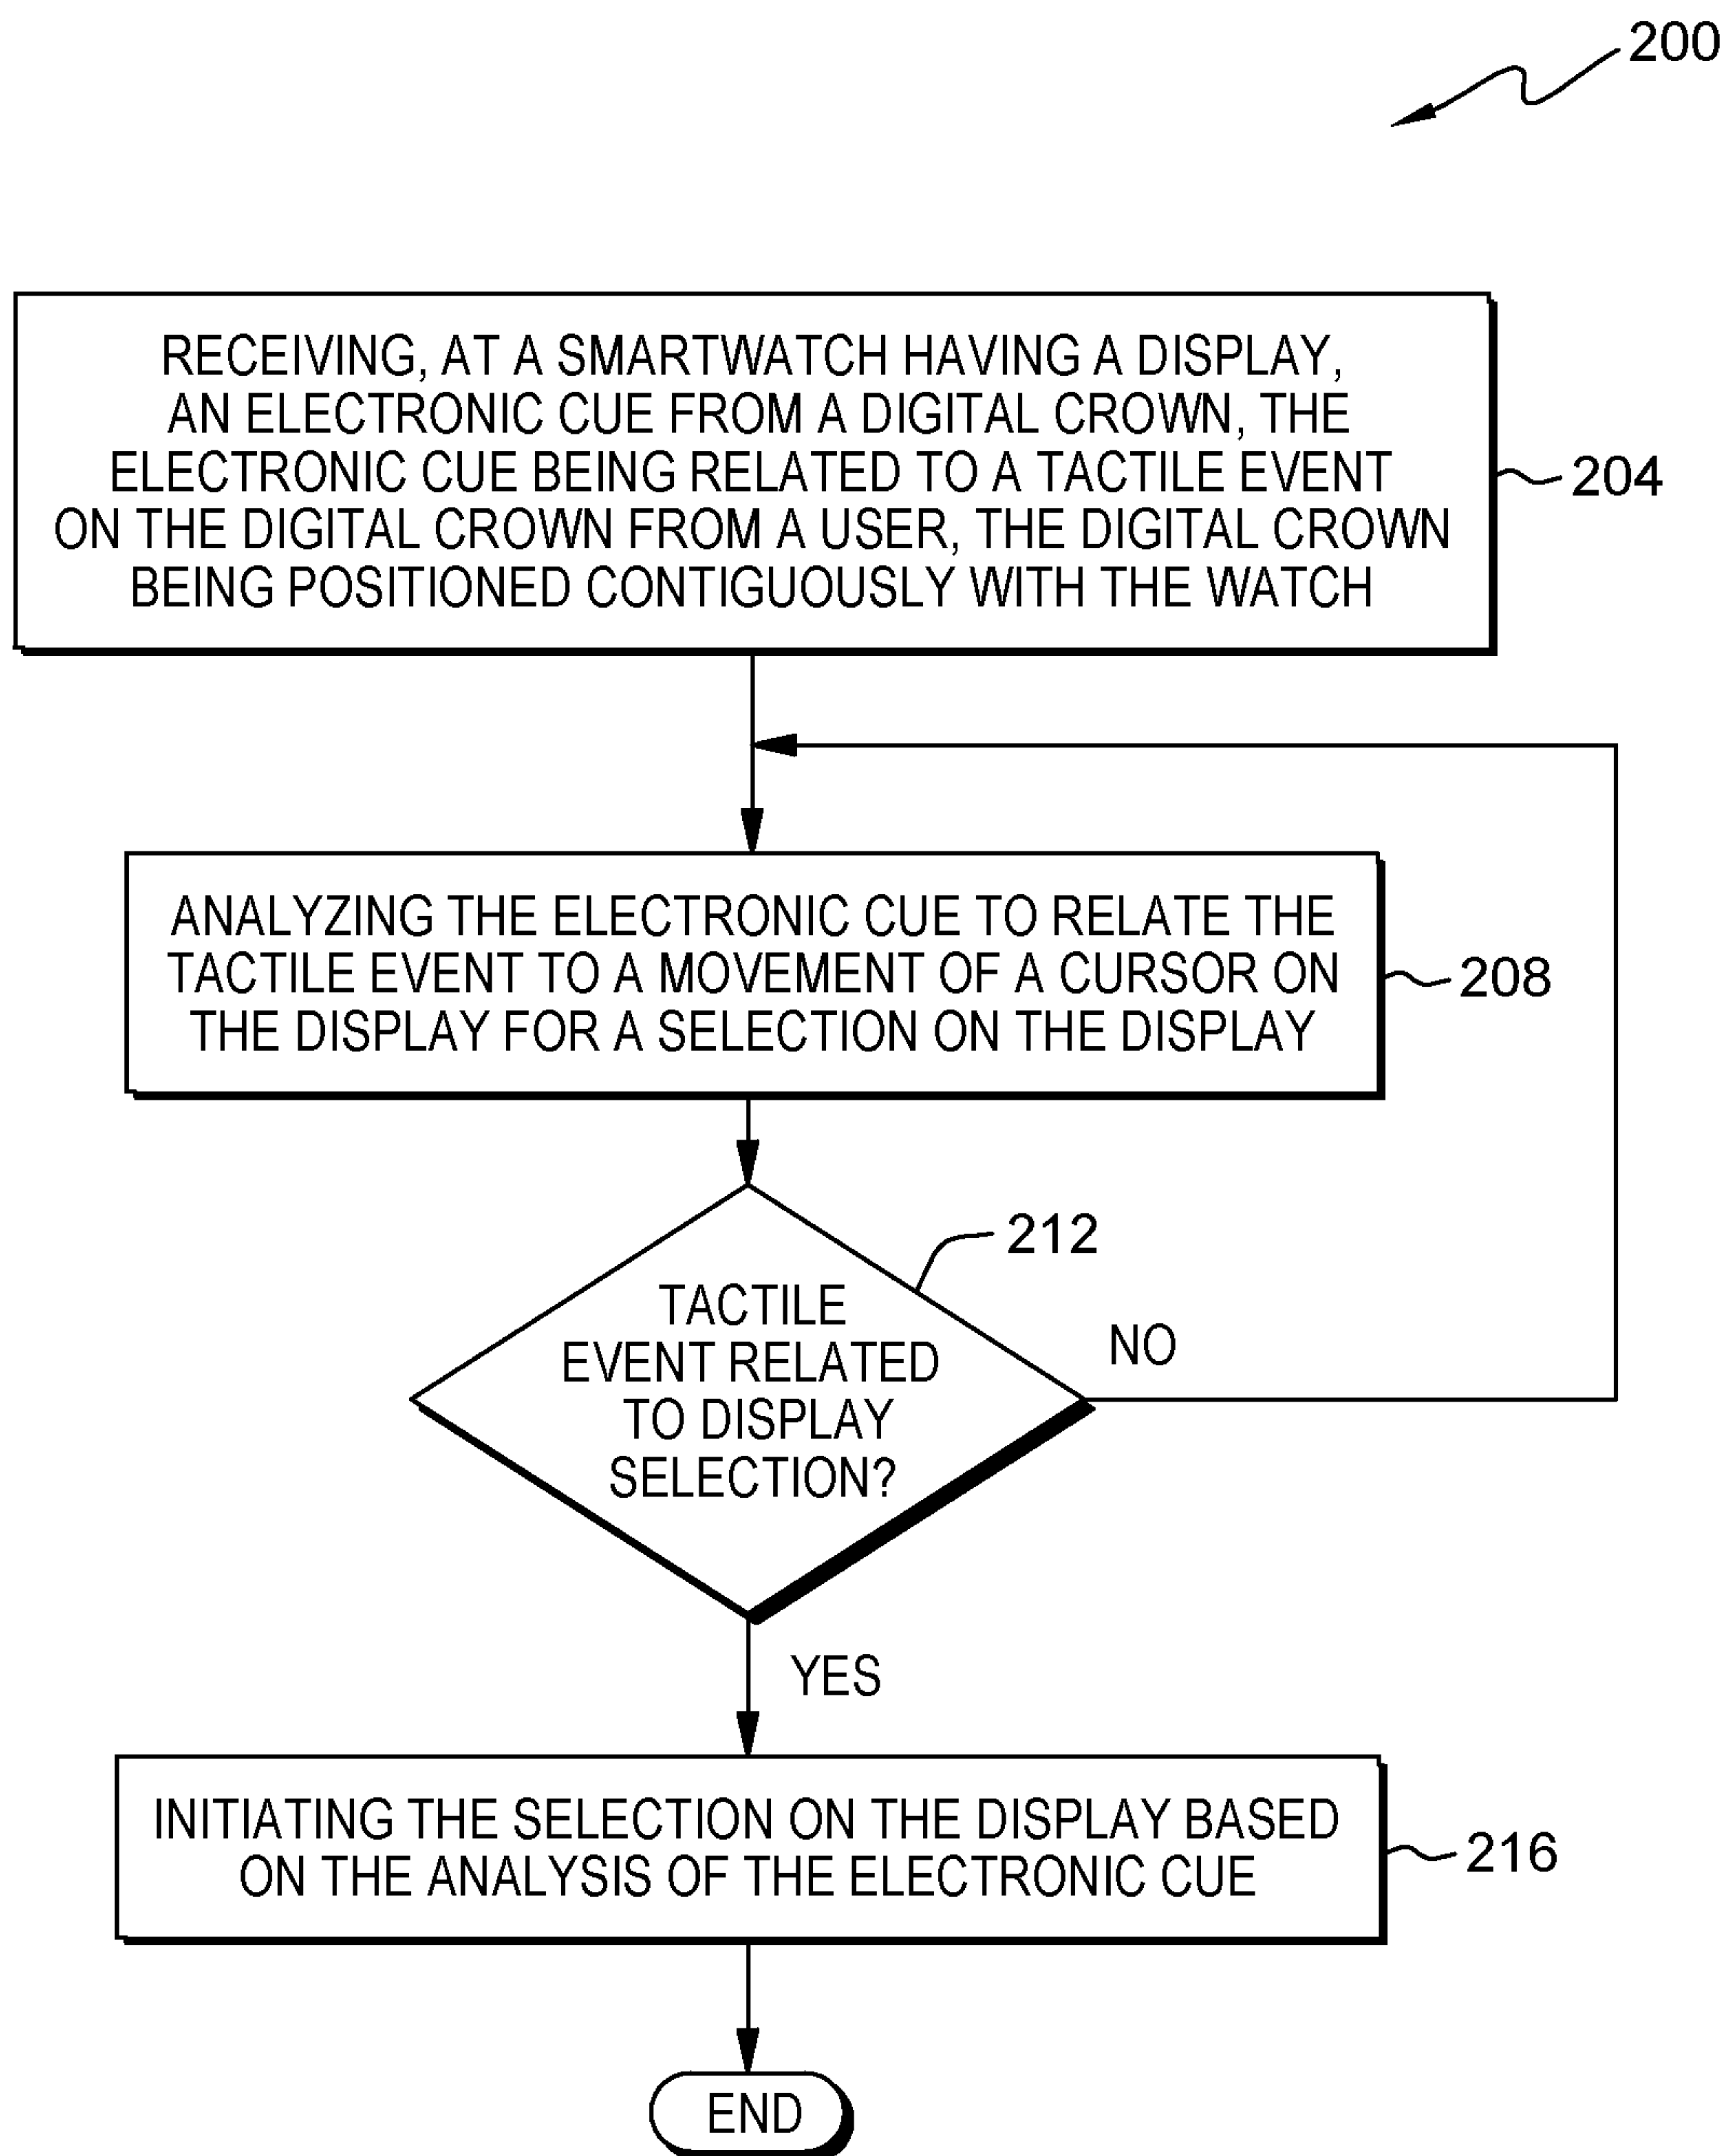 200
RECEIVING, AT A SMARTWATCH HAVING A DISPLAY,
AN ELECTRONIC CUE FROM A DIGITAL CROWN, THE
ELECTRONIC CUE BEING RELATED TO A TACTILE EVENT
ON THE DIGITAL CROWN FROM A USER, THE DIGITAL CROWN
BEING POSITIONED CONTIGUOUSLY WITH THE WATCH
204
ANALYZING THE ELECTRONIC CUE TO RELATE THE
TACTILE EVENT TO A MOVEMENT OF A CURSOR ON
THE DISPLAY FOR A SELECTION ON THE DISPLAY
208
212
TACTILE
EVENT RELATED
TO DISPLAY
SELECTION?
NO
YES
INITIATING THE SELECTION ON THE DISPLAY BASED
ON THE ANALYSIS OF THE ELECTRONIC CUE
216
END